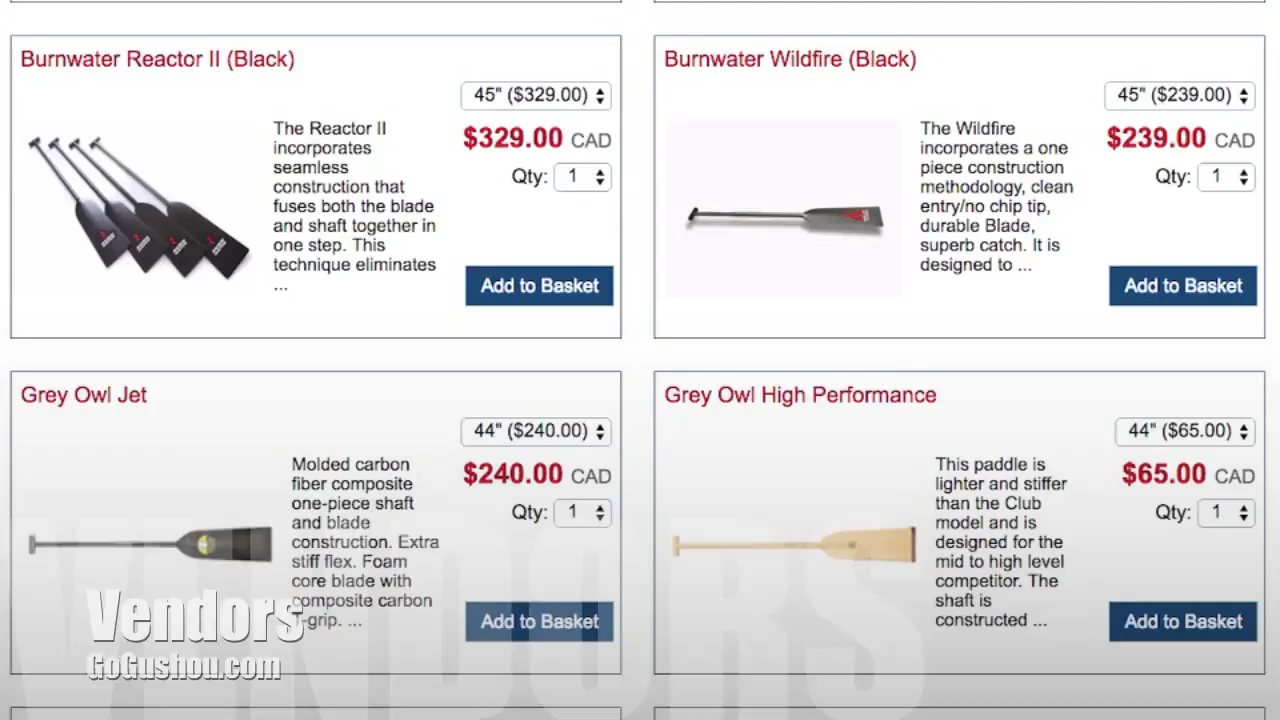 Burnwater Reactor II (Black)
45" ($329.00)
$329.00 CAD
Qty: 1
The Reactor II
incorporates
seamless
construction that
fuses both the blade
and shaft together in
one step. This
technique eliminates
...
Add to Basket
Burnwater Wildfire (Black)
45" ($239.00)
$239.00 CAD
Qty: 1
The Wildfire
incorporates a one
piece construction
methodology, clean
entry/no chip tip,
durable Blade,
superb catch. It is
designed to ...
Add to Basket
Grey Owl Jet
44" ($240.00)
$240.00 CAD
Qty: 1
Molded carbon
fiber composite
one-piece shaft
and blade
construction. Extra
stiff flex. Foam
core blade with
composite carbon
T-grip. ...
Add to Basket
Grey Owl High Performance
44" ($65.00)
$65.00 CAD
Qty: 1
This paddle is
lighter and stiffer
than the Club
model and is
designed for the
mid to high level
competitor. The
shaft is
constructed ...
Add to Basket
VENDORS
Vendors
GoGushou.com